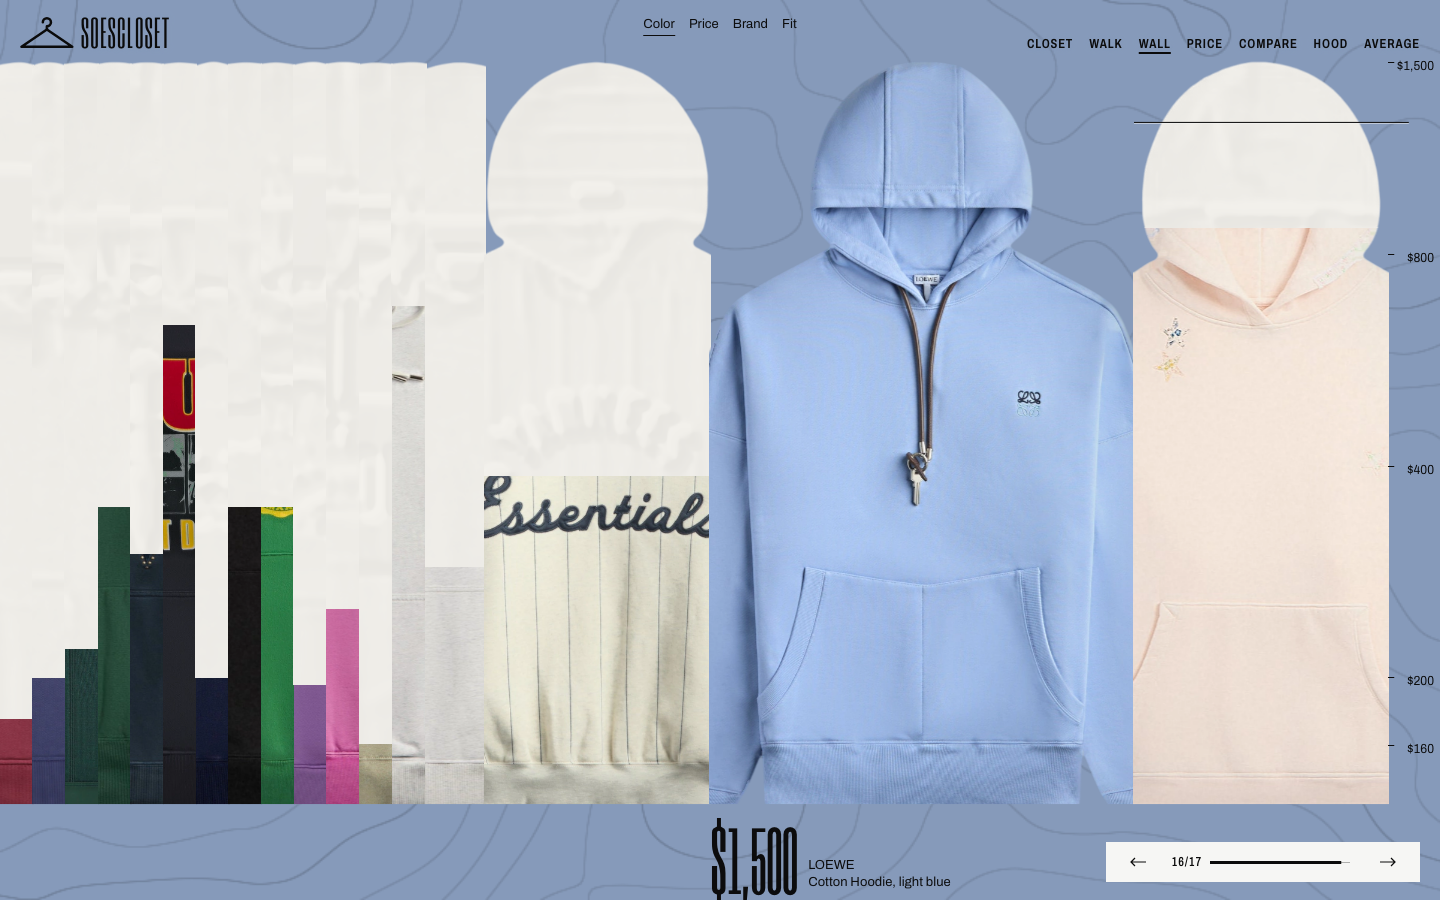 SOESCLOSET
Color Price Brand Fit
CLOSET WALK WALL PRICE COMPARE HOOD AVERAGE
$1,500
$800
LOEWE
$400
Essentials
TD
$200
$160
$1,500
LOEWE
Cotton Hoodie, light blue
16/17